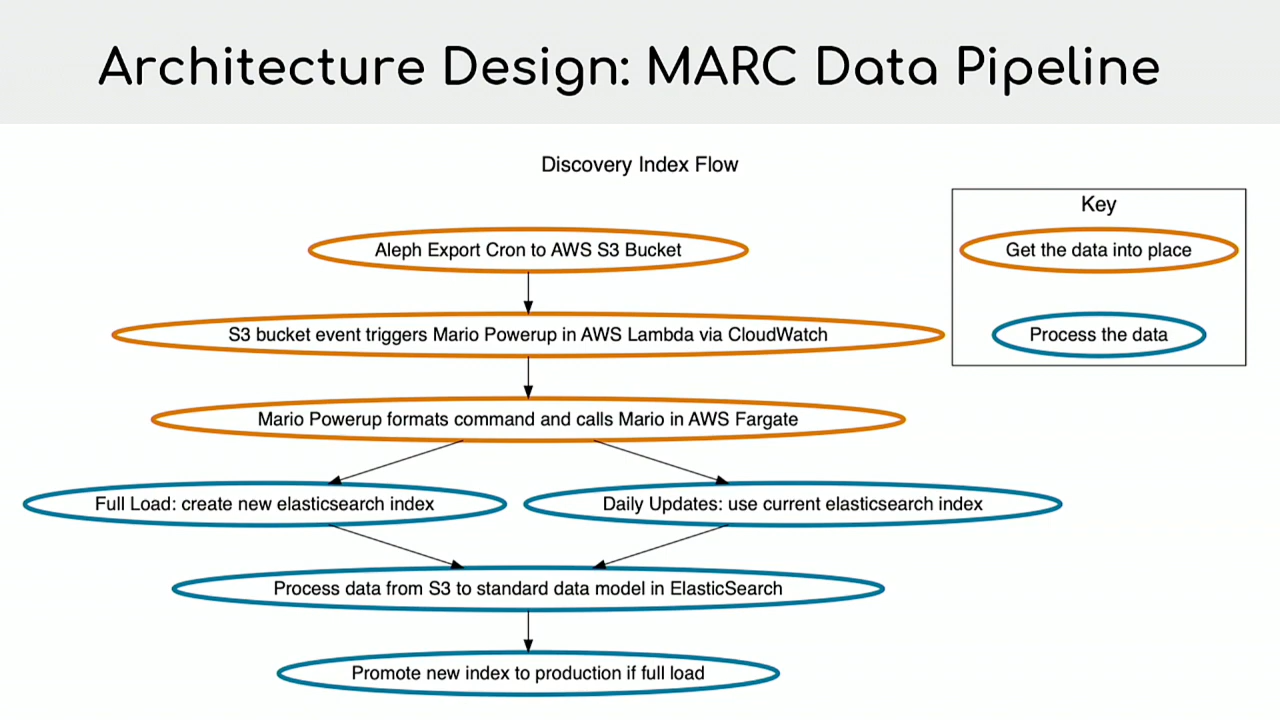 Architecture Design: MARC Data Pipeline
Discovery Index Flow
Key
Aleph Export Cron to AWS S3 Bucket
Get the data into place
S3 bucket event triggers Mario Powerup in AWS Lambda via CloudWatch
Process the data
Mario Powerup formats command and calls Mario in AWS Fargate
Full Load: create new elasticsearch index
Daily Updates: use current elasticsearch index
Process data from S3 to standard data model in ElasticSearch
Promote new index to production if full load